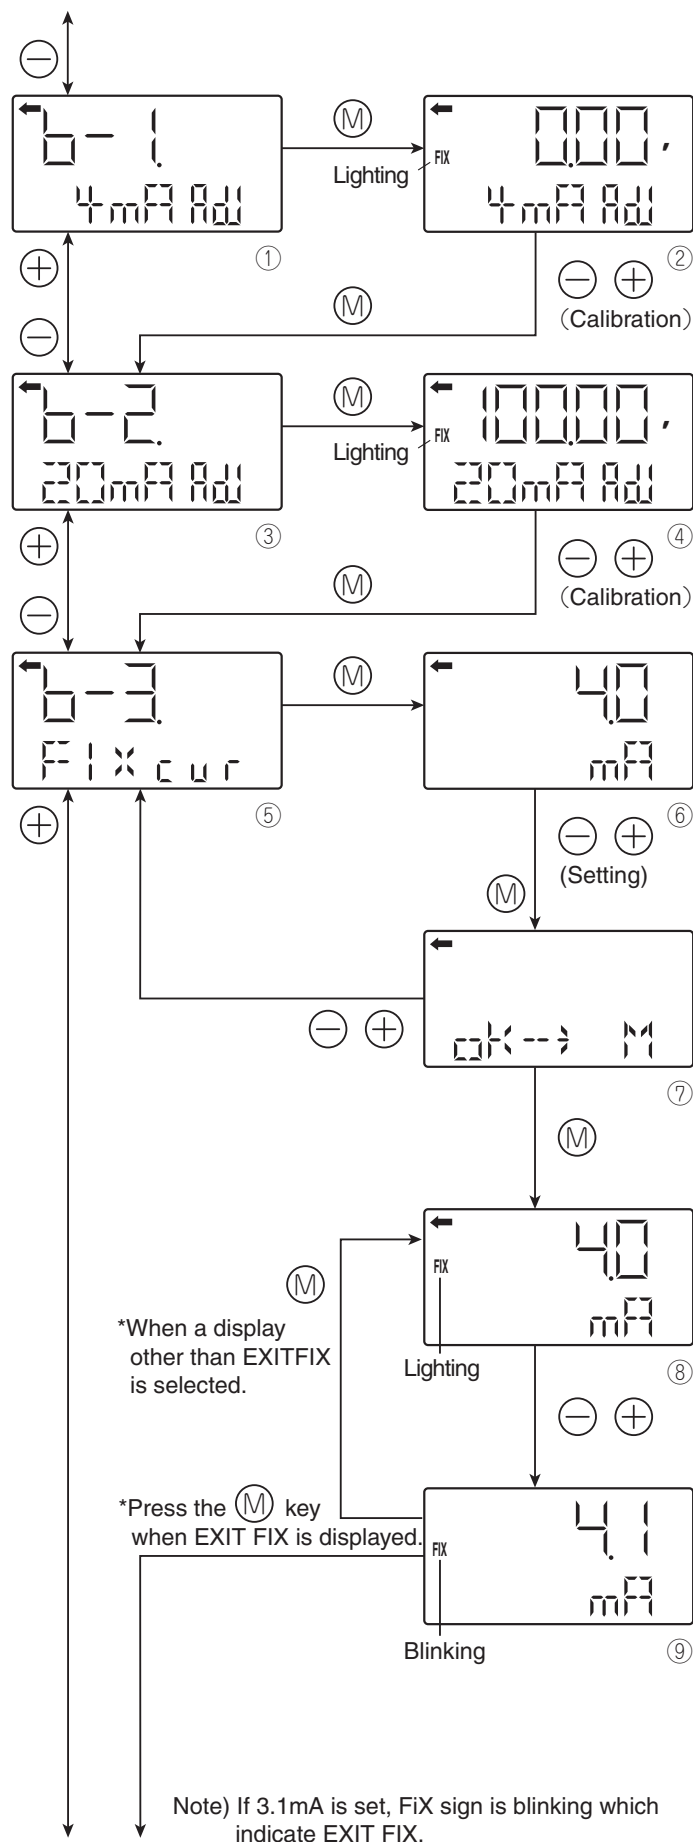 b-1.
M
0.00,
Lighting
FIX
4mA Adj
4mA Adj
①
②
(Calibration)
M
b-2.
M
100.00,
Lighting
FIX
20mA Adj
20mA Adj
③
④
(Calibration)
M
b-3.
M
4.0
FIX cur
mA
⑤
⑥
(Setting)
M
ok--> M
⑦
M
4.0
FIX
M
mA
*When a display
other than EXITFIX
is selected.
Lighting
⑧
*Press the M key
when EXIT FIX is displayed.
4.1
FIX
mA
Blinking
⑨
Note) If 3.1mA is set, FiX sign is blinking which
indicate EXIT FIX.